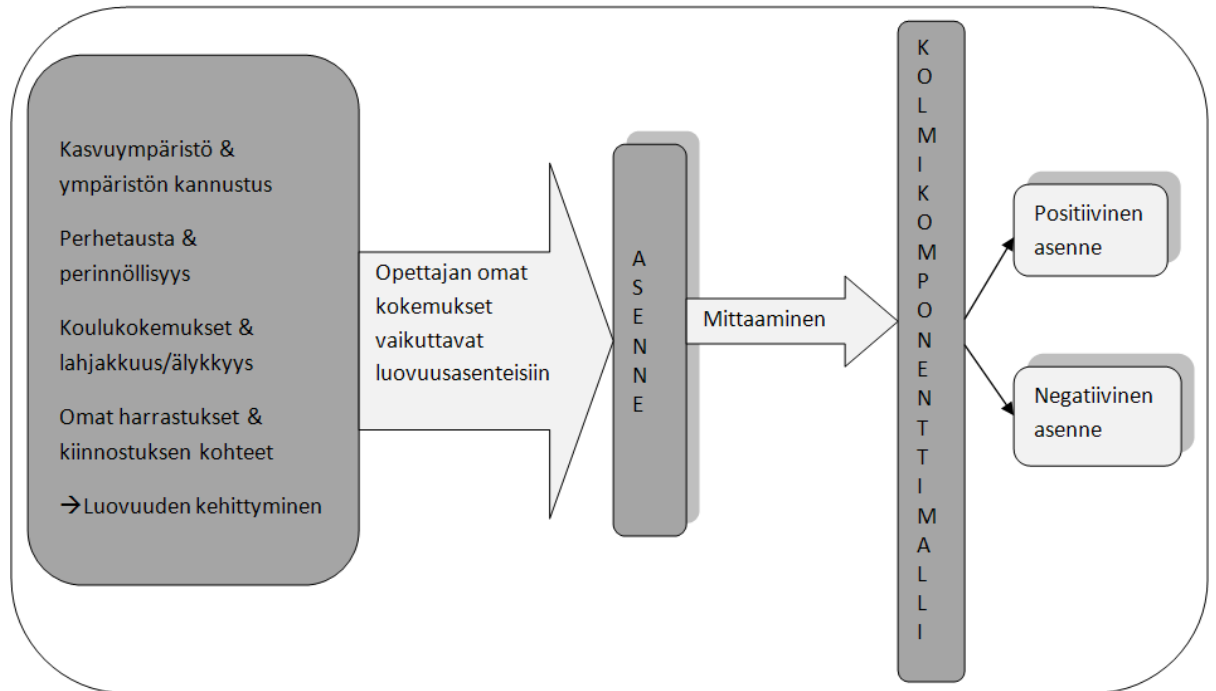 Kasvuympäristö &
ympäristön kannustus
Perhetausta &
perinnöllisyys
Koulukokemukset &
lahjakkuus/älykkyys
Omat harrastukset &
kiinnostuksen kohteet
→Luovuuden kehittyminen
Opettajan omat
kokemukset
vaikuttavat
luovuusasenteisiin
A
S
E
N
N
E
Mittaaminen
K
O
L
M
I
K
O
M
P
O
N
E
N
T
T
I
M
A
L
L
I
Positiivinen
asenne
Negatiivinen
asenne